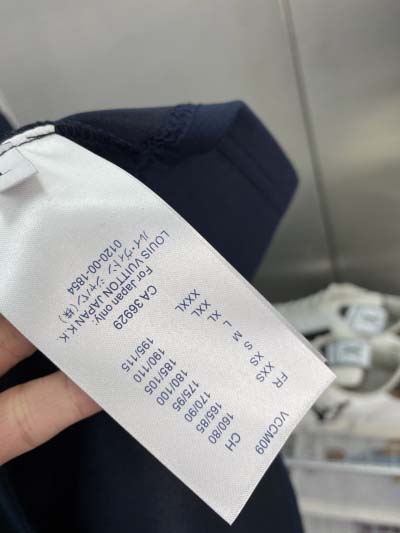 VCCM09
FR CH
XXS 160/80
XS 165/85
S 170/90
M 175/95
L 180/100
XL 185/105
XXL 190/110
XXXL 195/115
CA 36929
For Japan only:
LOUIS VUITTON JAPAN K.K.
ルイ・ヴィトン ジャパン(株)
0120-00-1854